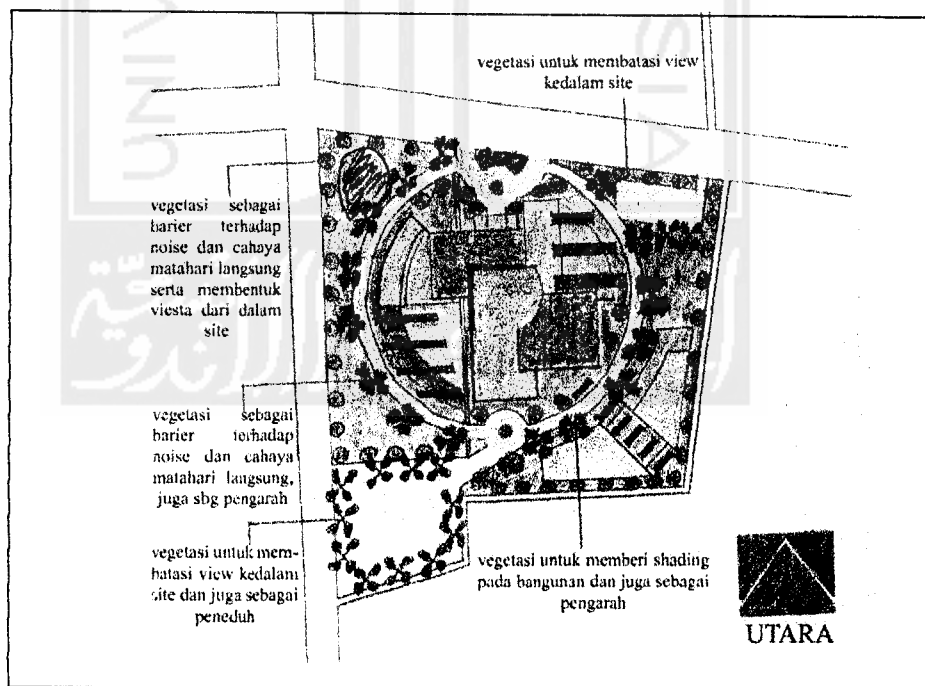 vegetasi untuk membatasi view
kedalam site
vegetasi sebagai
barier terhadap
noise dan cahaya
matahari langsung
serta membentuk
viesta dari dalam
site
vegetasi sebagai
barier terhadap
noise dan cahaya
matahari langsung,
juga sbg pengarah
vegetasi untuk mem-
batasi view kedalam
site dan juga sebagai
peneduh
vegetasi untuk memberi shading
pada bangunan dan juga sebagai
pengarah
UTARA